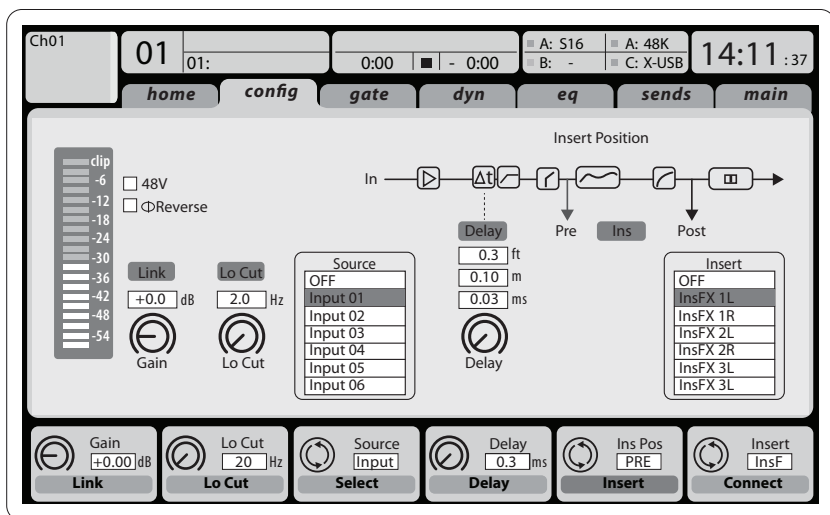 Ch01
01
01:
0:00 - 0:00
A: S16
A: 48K
B: -
C: X-USB
14:11 :37
home config gate dyn eq sends main
Insert Position
clip
-6
-12
-18
-24
-30
-36
-42
-48
-54
48V
ΦReverse
In
Δt
Pre
Ins
Post
Link
+0.0 dB
Gain
Lo Cut
2.0 Hz
Lo Cut
Source
OFF
Input 01
Input 02
Input 03
Input 04
Input 05
Input 06
Delay
0.3 ft
0.10 m
0.03 ms
Delay
Insert
OFF
InsFX 1L
InsFX 1R
InsFX 2L
InsFX 2R
InsFX 3L
InsFX 3L
Gain
+0.00 dB
Link
Lo Cut
20 Hz
Lo Cut
Source
Input
Select
Delay
0.3 ms
Delay
Ins Pos
PRE
Insert
Insert
InsF
Connect